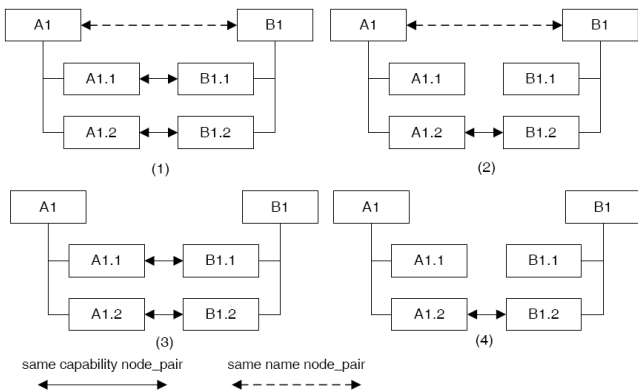 A1 B1 A1 B1
A1.1 B1.1 A1.1 B1.1
A1.2 B1.2 A1.2 B1.2
(1) (2)
A1 B1 A1 B1
A1.1 B1.1 A1.1 B1.1
A1.2 B1.2 A1.2 B1.2
(3) (4)
same capability node_pair same name node_pair